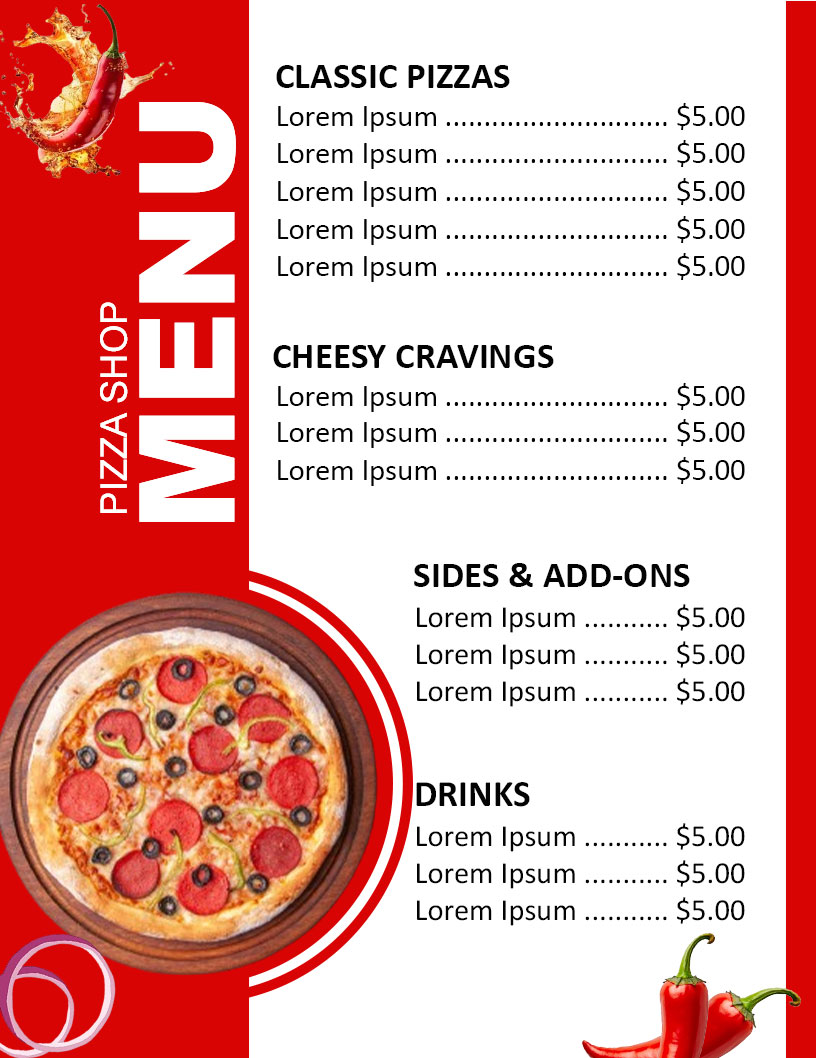 PIZZA SHOP
MENU
CLASSIC PIZZAS
Lorem Ipsum ............................. $5.00
Lorem Ipsum ............................. $5.00
Lorem Ipsum ............................. $5.00
Lorem Ipsum ............................. $5.00
Lorem Ipsum ............................. $5.00
CHEESY CRAVINGS
Lorem Ipsum ............................. $5.00
Lorem Ipsum ............................. $5.00
Lorem Ipsum ............................. $5.00
SIDES & ADD-ONS
Lorem Ipsum ........... $5.00
Lorem Ipsum ........... $5.00
Lorem Ipsum ........... $5.00
DRINKS
Lorem Ipsum ........... $5.00
Lorem Ipsum ........... $5.00
Lorem Ipsum ........... $5.00